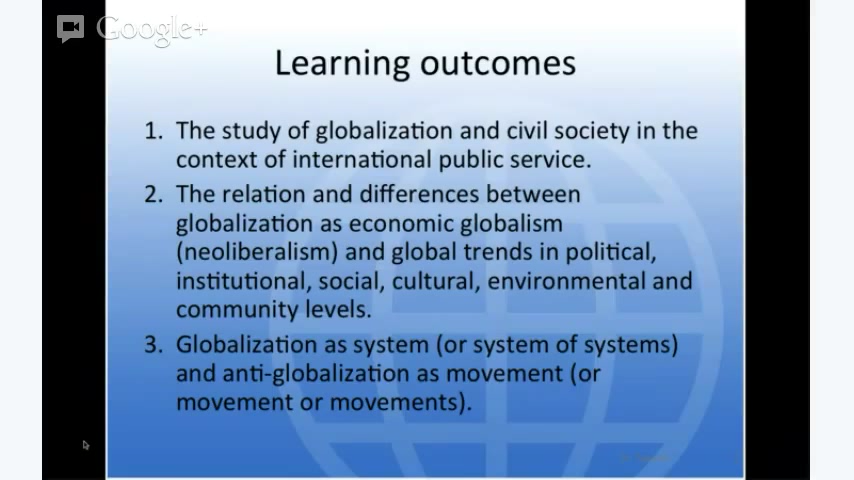 Google+
Learning outcomes
1. The study of globalization and civil society in the
context of international public service.
2. The relation and differences between
globalization as economic globalism
(neoliberalism) and global trends in political,
institutional, social, cultural, environmental and
community levels.
3. Globalization as system (or system of systems)
and anti-globalization as movement (or
movement or movements).